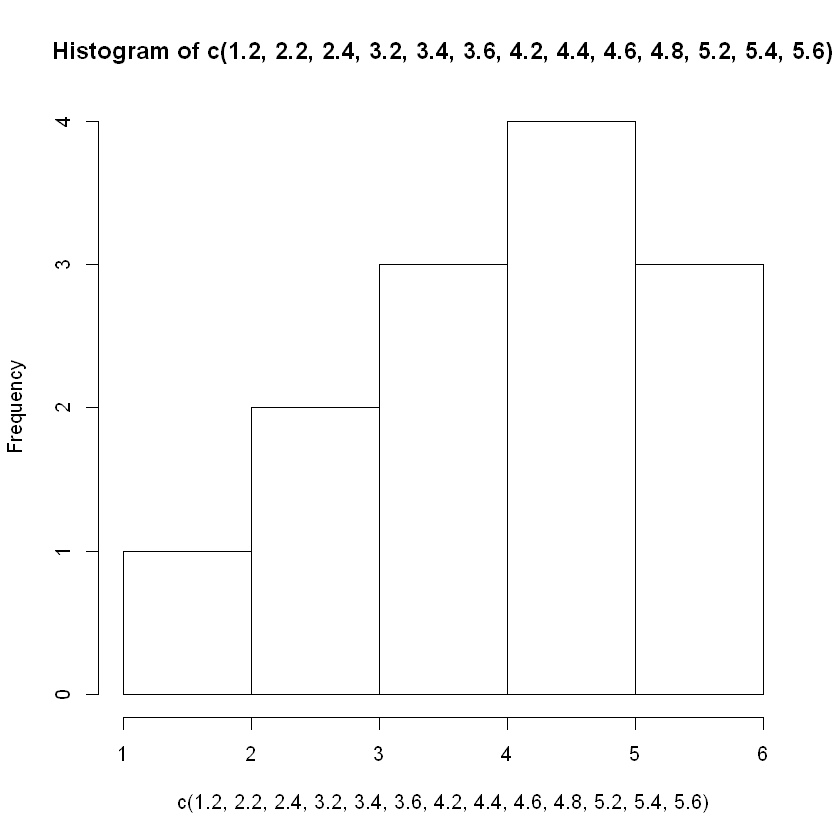 Histogram of c(1.2, 2.2, 2.4, 3.2, 3.4, 3.6, 4.2, 4.4, 4.6, 4.8, 5.2, 5.4, 5.6)
4
3
2
1
0
Frequency
1 2 3 4 5 6
c(1.2, 2.2, 2.4, 3.2, 3.4, 3.6, 4.2, 4.4, 4.6, 4.8, 5.2, 5.4, 5.6)